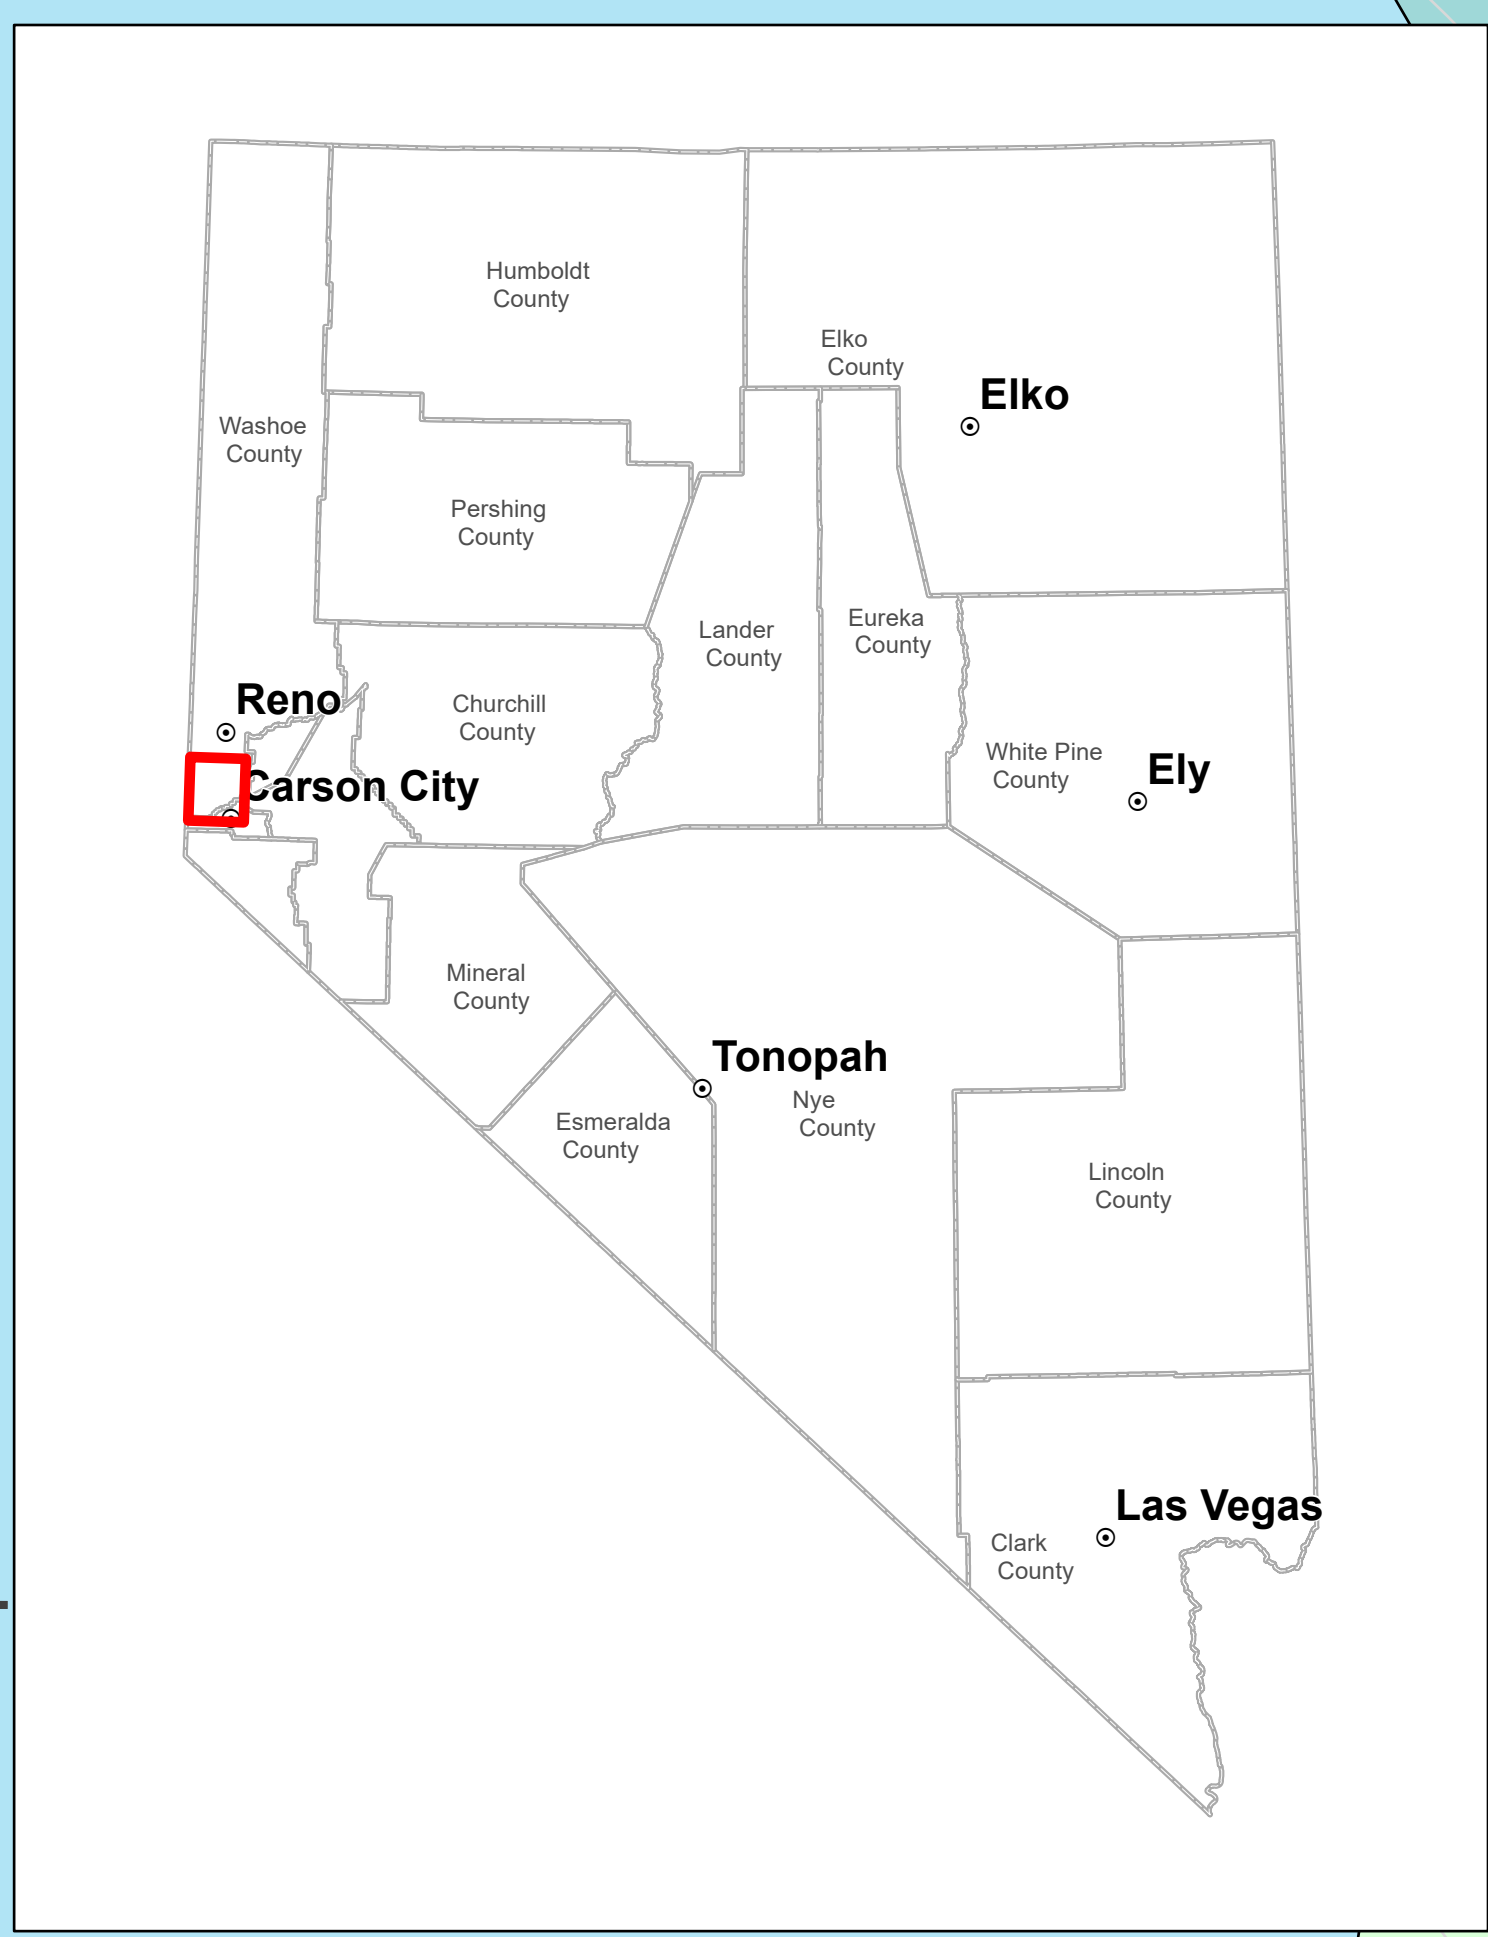 Humboldt
County
Elko
County
Elko
Washoe
County
Pershing
County
Lander
County
Eureka
County
Reno
Churchill
County
White Pine
County
Ely
Carson City
Mineral
County
Tonopah
Nye
County
Esmeralda
County
Lincoln
County
Las Vegas
Clark
County